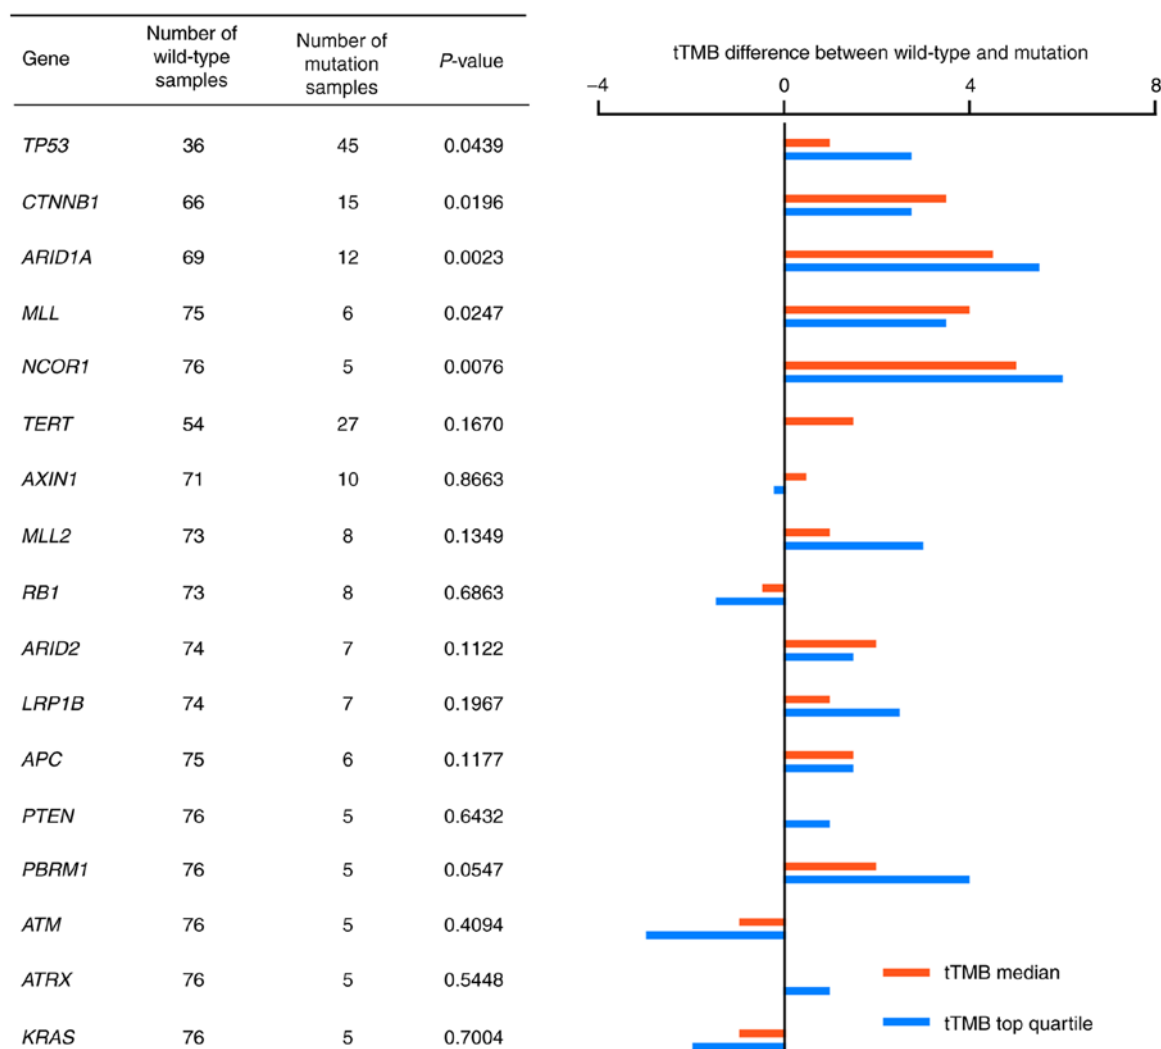 Gene
Number of
wild-type
samples
Number of
mutation
samples
P-value
tTMB difference between wild-type and mutation
−4 0 4 8
TP53 36 45 0.0439
CTNNB1 66 15 0.0196
ARID1A 69 12 0.0023
MLL 75 6 0.0247
NCOR1 76 5 0.0076
TERT 54 27 0.1670
AXIN1 71 10 0.8663
MLL2 73 8 0.1349
RB1 73 8 0.6863
ARID2 74 7 0.1122
LRP1B 74 7 0.1967
APC 75 6 0.1177
PTEN 76 5 0.6432
PBRM1 76 5 0.0547
ATM 76 5 0.4094
ATRX 76 5 0.5448
KRAS 76 5 0.7004
tTMB median
tTMB top quartile